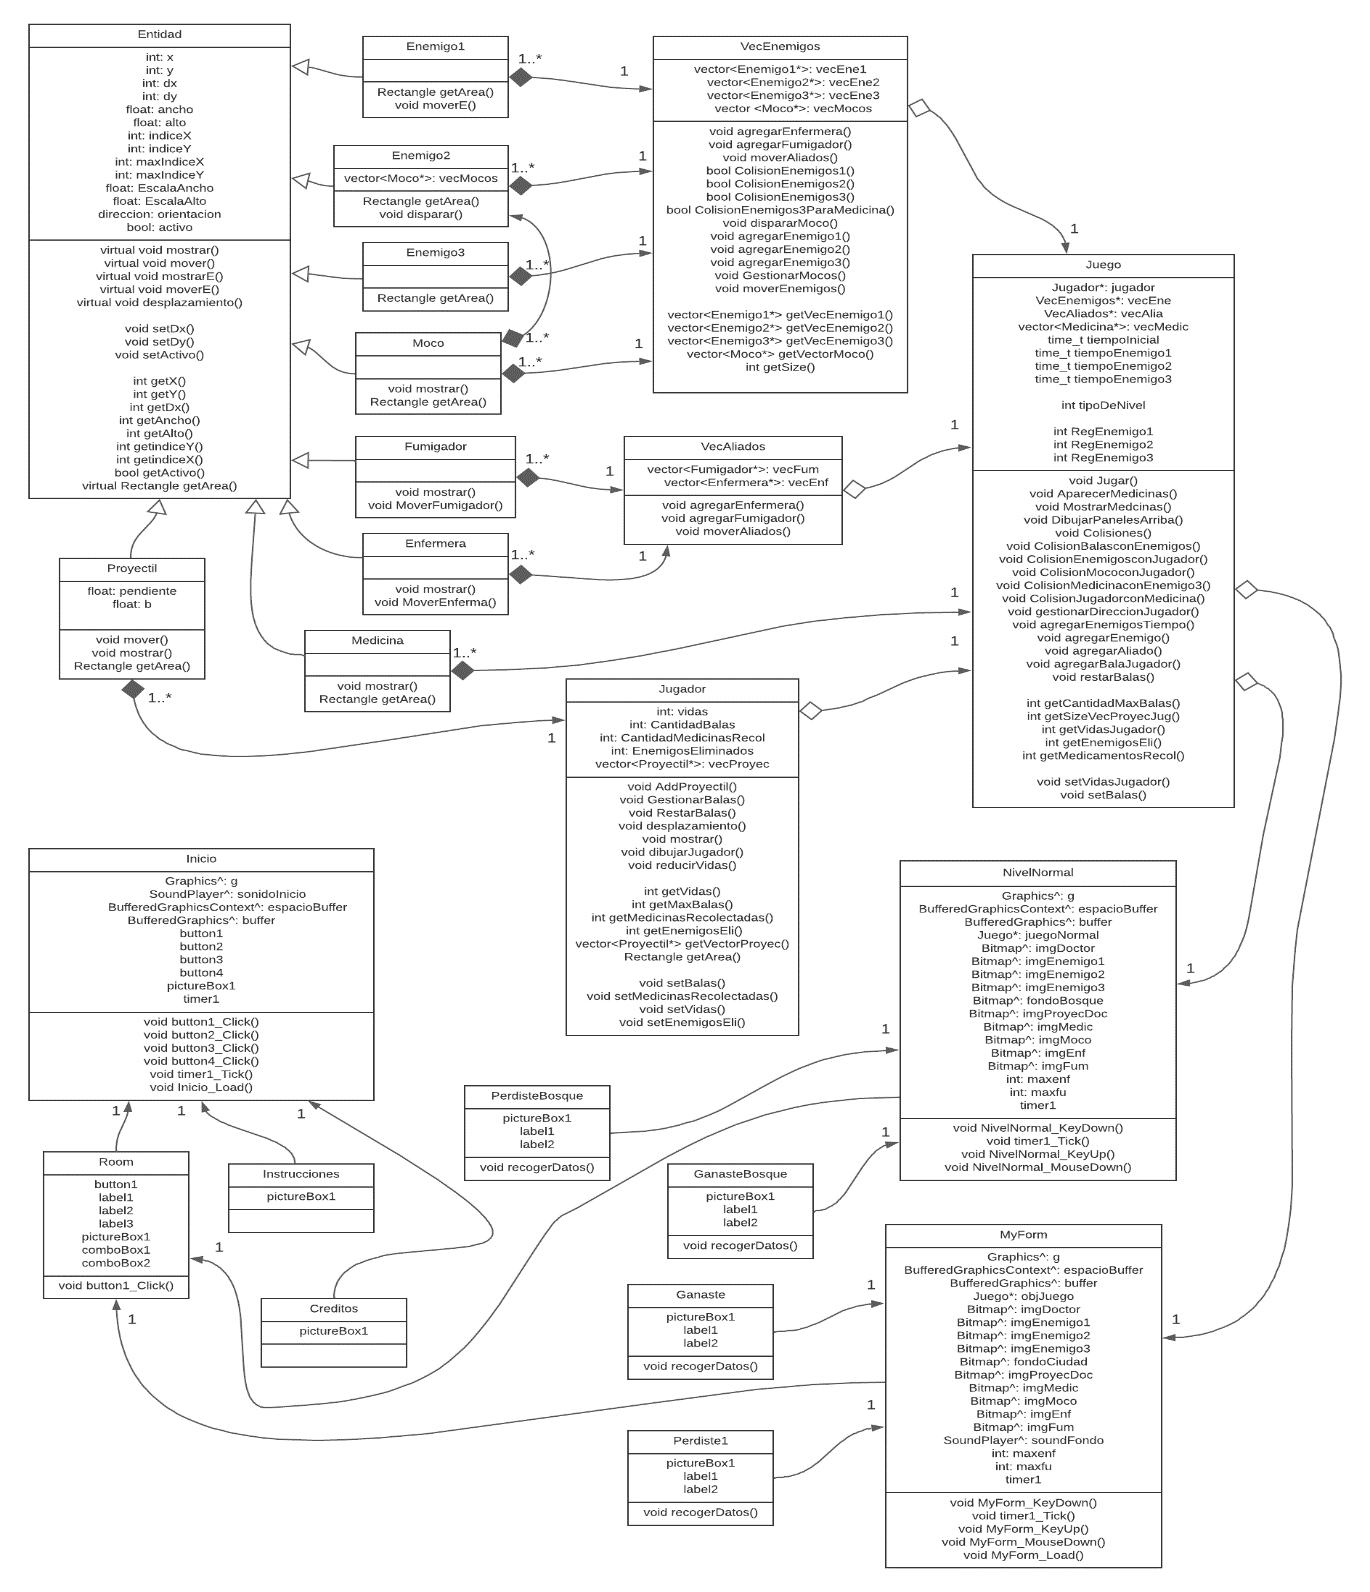 Entidad
int: x
int: y
int: dx
int: dy
float: ancho
float: alto
int: indiceX
int: indiceY
int: maxIndiceX
int: maxIndiceY
float: EscalaAncho
float: EscalaAlto
direccion: orientacion
bool: activo
virtual void mostrar()
virtual void mover()
virtual void mostrarE()
virtual void moverE()
virtual void desplazamiento()
void setDx()
void setDy()
void setActivo()
int getX()
int getY()
int getDx()
int getAncho()
int getAlto()
int getindiceY()
int getindiceX()
bool getActivo()
virtual Rectangle getArea()
Enemigo1
Rectangle getArea()
void moverE()
1..*
1
Enemigo2
vector<Moco*>: vecMocos
Rectangle getArea()
void disparar()
1..*
1
Enemigo3
Rectangle getArea()
1..*
1
Moco
void mostrar()
Rectangle getArea()
1..*
1..*
1
VecEnemigos
vector<Enemigo1*>: vecEne1
vector<Enemigo2*>: vecEne2
vector<Enemigo3*>: vecEne3
vector <Moco*>: vecMocos
void agregarEnfermera()
void agregarFumigador()
void moverAliados()
bool ColisionEnemigos1()
bool ColisionEnemigos2()
bool ColisionEnemigos3()
bool ColisionEnemigos3ParaMedicina()
void dispararMoco()
void agregarEnemigo1()
void agregarEnemigo2()
void agregarEnemigo3()
void GestionarMocos()
void moverEnemigos()
vector<Enemigo1*> getVecEnemigo1()
vector<Enemigo2*> getVecEnemigo2()
vector<Enemigo3*> getVecEnemigo3()
vector<Moco*> getVectorMoco()
int getSize()
1
Fumigador
void mostrar()
void MoverFumigador()
1..*
1
Enfermera
void mostrar()
void MoverEnferma()
1..*
1
VecAliados
vector<Fumigador*>: vecFum
vector<Enfermera*>: vecEnf
void agregarEnfermera()
void agregarFumigador()
void moverAliados()
1
Juego
Jugador*: jugador
VecEnemigos*: vecEne
VecAliados*: vecAlia
vector<Medicina*>: vecMedic
time_t tiempoInicial
time_t tiempoEnemigo1
time_t tiempoEnemigo2
time_t tiempoEnemigo3
int tipoDeNivel
int RegEnemigo1
int RegEnemigo2
int RegEnemigo3
void Jugar()
void AparecerMedicinas()
void MostrarMedcinas()
void DibujarPanelesArriba()
void Colisiones()
void ColisionBalasconEnemigos()
void ColisionEnemigosconJugador()
void ColisionMococonJugador()
void ColisionMedicinaconEnemigo3()
void ColisionJugadorconMedicina()
void gestionarDireccionJugador()
void agregarEnemigosTiempo()
void agregarEnemigo()
void agregarAliado()
void agregarBalaJugador()
void restarBalas()
int getCantidadMaxBalas()
int getSizeVecProyecJug()
int getVidasJugador()
int getEnemigosEli()
int getMedicamentosRecol()
void setVidasJugador()
void setBalas()
Proyectil
float: pendiente
float: b
void mover()
void mostrar()
Rectangle getArea()
1..*
1
Medicina
void mostrar()
Rectangle getArea()
1..*
1
Jugador
int: vidas
int: CantidadBalas
int: CantidadMedicinasRecol
int: EnemigosEliminados
vector<Proyectil*>: vecProyec
void AddProyectil()
void GestionarBalas()
void RestarBalas()
void desplazamiento()
void mostrar()
void dibujarJugador()
void reducirVidas()
int getVidas()
int getMaxBalas()
int getMedicinasRecolectadas()
int getEnemigosEli()
vector<Proyectil*> getVectorProyec()
Rectangle getArea()
void setBalas()
void setMedicinasRecolectadas()
void setVidas()
void setEnemigosEli()
1
Inicio
Graphics^: g
SoundPlayer^: sonidoInicio
BufferedGraphicsContext^: espacioBuffer
BufferedGraphics^: buffer
button1
button2
button3
button4
pictureBox1
timer1
void button1_Click()
void button2_Click()
void button3_Click()
void button4_Click()
void timer1_Tick()
void Inicio_Load()
1
1
1
Room
button1
label1
label2
label3
pictureBox1
comboBox1
comboBox2
void button1_Click()
1
1
Instrucciones
pictureBox1
Creditos
pictureBox1
PerdisteBosque
pictureBox1
label1
label2
void recogerDatos()
1
GanasteBosque
pictureBox1
label1
label2
void recogerDatos()
1
NivelNormal
Graphics^: g
BufferedGraphicsContext^: espacioBuffer
BufferedGraphics^: buffer
Juego*: juegoNormal
Bitmap^: imgDoctor
Bitmap^: imgEnemigo1
Bitmap^: imgEnemigo2
Bitmap^: imgEnemigo3
Bitmap^: fondoBosque
Bitmap^: imgProyecDoc
Bitmap^: imgMedic
Bitmap^: imgMoco
Bitmap^: imgEnf
Bitmap^: imgFum
int: maxenf
int: maxfu
timer1
void NivelNormal_KeyDown()
void timer1_Tick()
void NivelNormal_KeyUp()
void NivelNormal_MouseDown()
1
Ganaste
pictureBox1
label1
label2
void recogerDatos()
1
Perdiste1
pictureBox1
label1
label2
void recogerDatos()
1
MyForm
Graphics^: g
BufferedGraphicsContext^: espacioBuffer
BufferedGraphics^: buffer
Juego*: objJuego
Bitmap^: imgDoctor
Bitmap^: imgEnemigo1
Bitmap^: imgEnemigo2
Bitmap^: imgEnemigo3
Bitmap^: fondoCiudad
Bitmap^: imgProyecDoc
Bitmap^: imgMedic
Bitmap^: imgMoco
Bitmap^: imgEnf
Bitmap^: imgFum
SoundPlayer^: soundFondo
int: maxenf
int: maxfu
timer1
void MyForm_KeyDown()
void timer1_Tick()
void MyForm_KeyUp()
void MyForm_MouseDown()
void MyForm_Load()
1